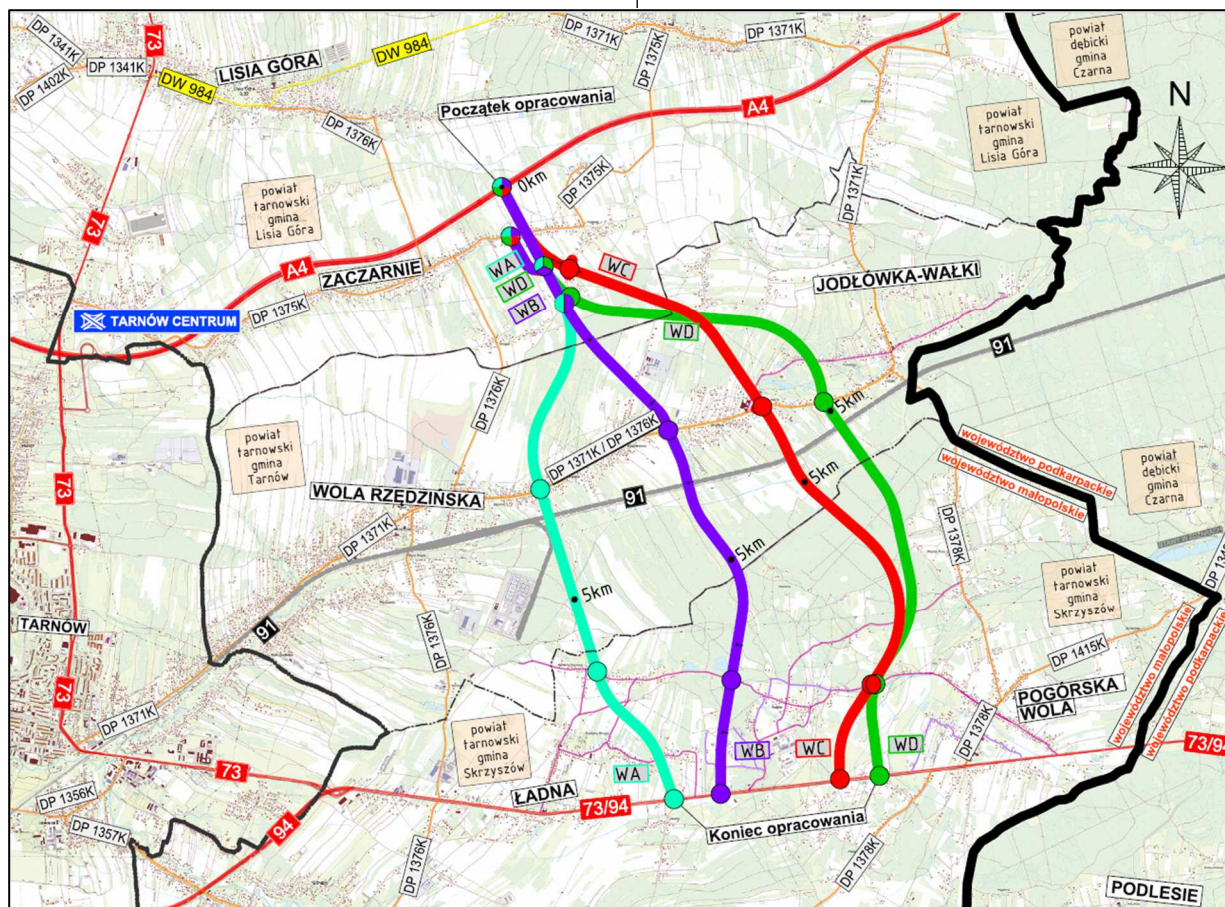 DP 1341K
73
DP 1371K
DP 1375K
DP 1371K
powiat
dębicki
gmina
Czarna
DP 1341K
DP 1402K
DW 984
LISIA GÓRA
DW 984
Początek opracowania
A4
powiat
tarnowski
gmina
Lisia Góra
N
DP 1376K
DP 1375K
DP 1371K
0km
powiat
tarnowski
gmina
Lisia Góra
73
A4
ZACZARNIE
WA
WD
WB
WC
JODŁÓWKA-WAŁKI
TARNÓW CENTRUM
DP 1375K
WD
91
DP 1376K
5km
powiat
tarnowski
gmina
Tarnów
DP 1371K / DP 1376K
województwo podkarpackie
województwo małopolskie
powiat
dębicki
gmina
Czarna
73
WOLA RZĘDZIŃSKA
91
5km
DP 1371K
DP 1378K
5km
5km
powiat
tarnowski
gmina
Skrzyszów
TARNÓW
91
DP 1376K
DP 1415K
73
DP 1371K
POGÓRSKA
WOLA
województwo małopolskie
województwo podkarpackie
powiat
tarnowski
gmina
Skrzyszów
DP 1378K
73
WA
WB
WC
WD
ŁADNA
73/94
Koniec opracowania
DP 1356K
94
DP 1357K
DP 1376K
DP 1378K
PODLESIE